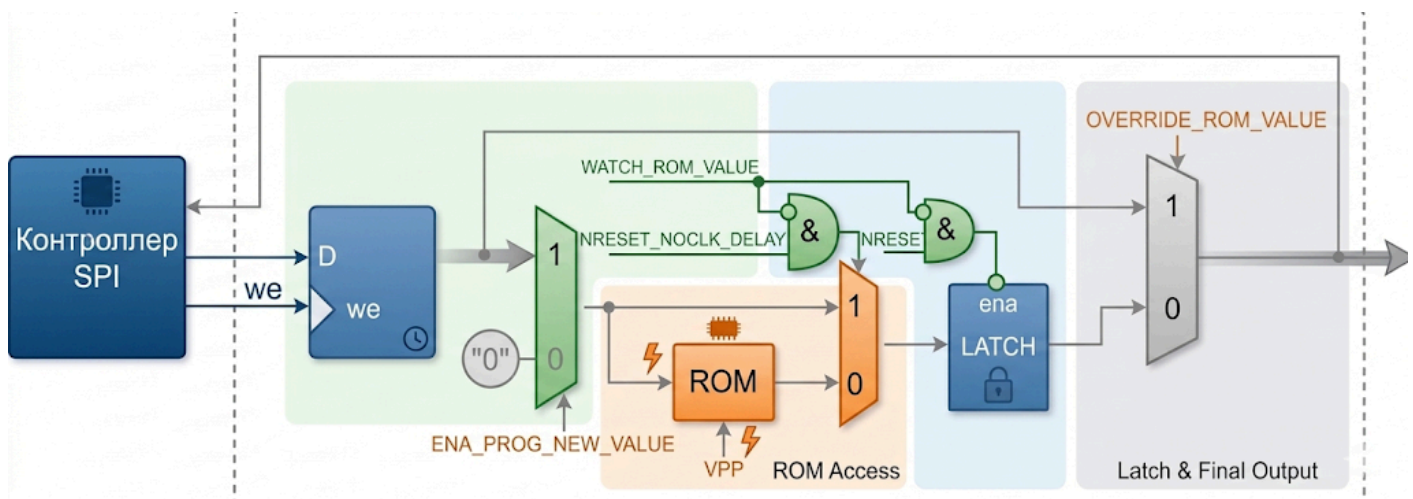 OVERRIDE_ROM_VALUE
WATCH_ROM_VALUE
Контроллер
SPI
D
we
we
1
"0"
0
NRESET_NOCLK_DELAY
&
NRESET
&
1
0
ROM
ena
LATCH
1
0
ENA_PROG_NEW_VALUE
VPP
ROM Access
Latch & Final Output